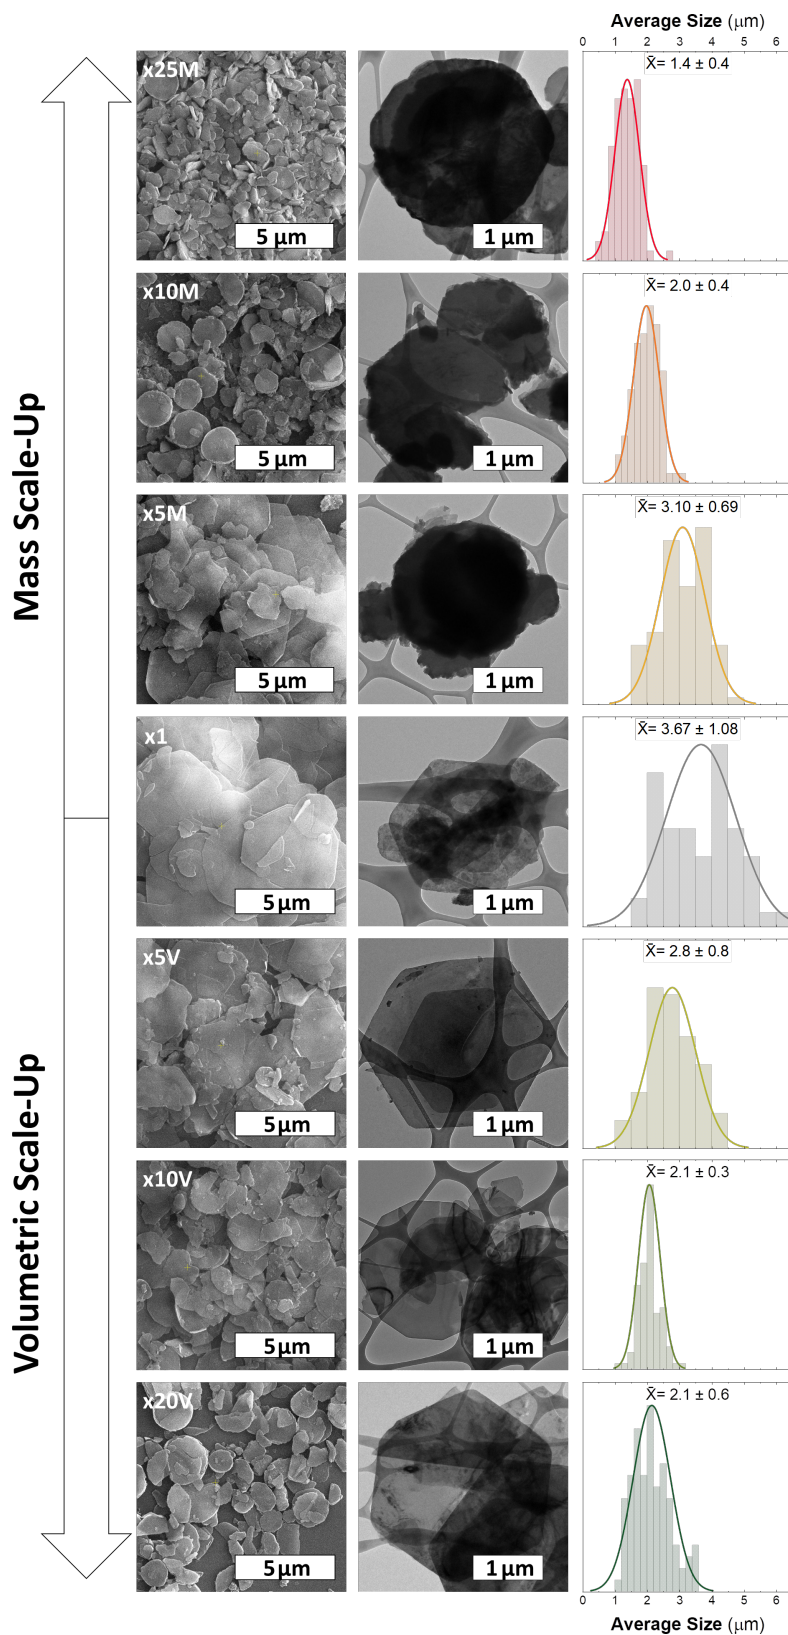 Average Size (μm)
0 1 2 3 4 5 6
x25M
5 μm
1 μm
X̄= 1.4 ± 0.4
x10M
5 μm
1 μm
X̄= 2.0 ± 0.4
Mass Scale-Up
x5M
5 μm
1 μm
X̄= 3.10 ± 0.69
x1
5 μm
1 μm
X̄= 3.67 ± 1.08
x5V
5 μm
1 μm
X̄= 2.8 ± 0.8
Volumetric Scale-Up
x10V
5 μm
1 μm
X̄= 2.1 ± 0.3
x20V
5 μm
1 μm
X̄= 2.1 ± 0.6
0 1 2 3 4 5 6
Average Size (μm)